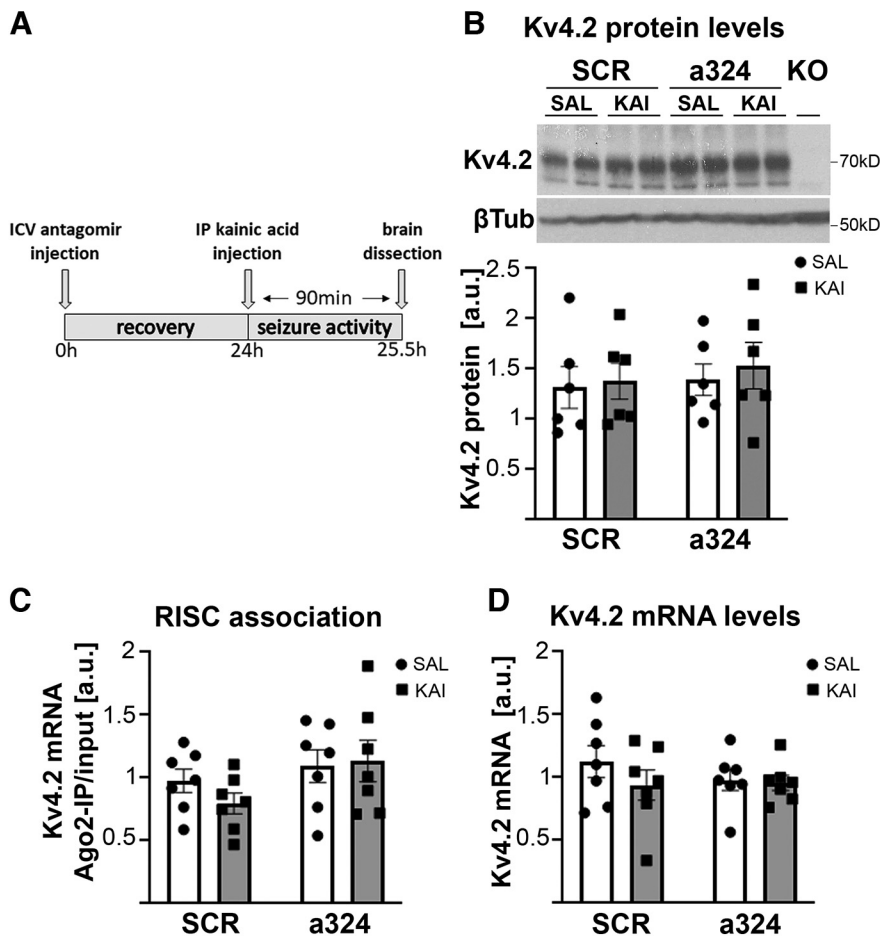 A
ICV antagomir
injection
IP kainic acid
injection
brain
dissection
90min
recovery
seizure activity
0h
24h
25.5h
B
Kv4.2 protein levels
SCR
a324
KO
SAL
KAI
SAL
KAI
Kv4.2
70kD
βTub
50kD
Kv4.2 protein [a.u.]
2.5
2
1.5
1
0.5
SAL
KAI
SCR
a324
C
RISC association
Kv4.2 mRNA
Ago2-IP/input [a.u.]
2
1.5
1
0.5
SAL
KAI
SCR
a324
D
Kv4.2 mRNA levels
Kv4.2 mRNA [a.u.]
2
1.5
1
0.5
SAL
KAI
SCR
a324